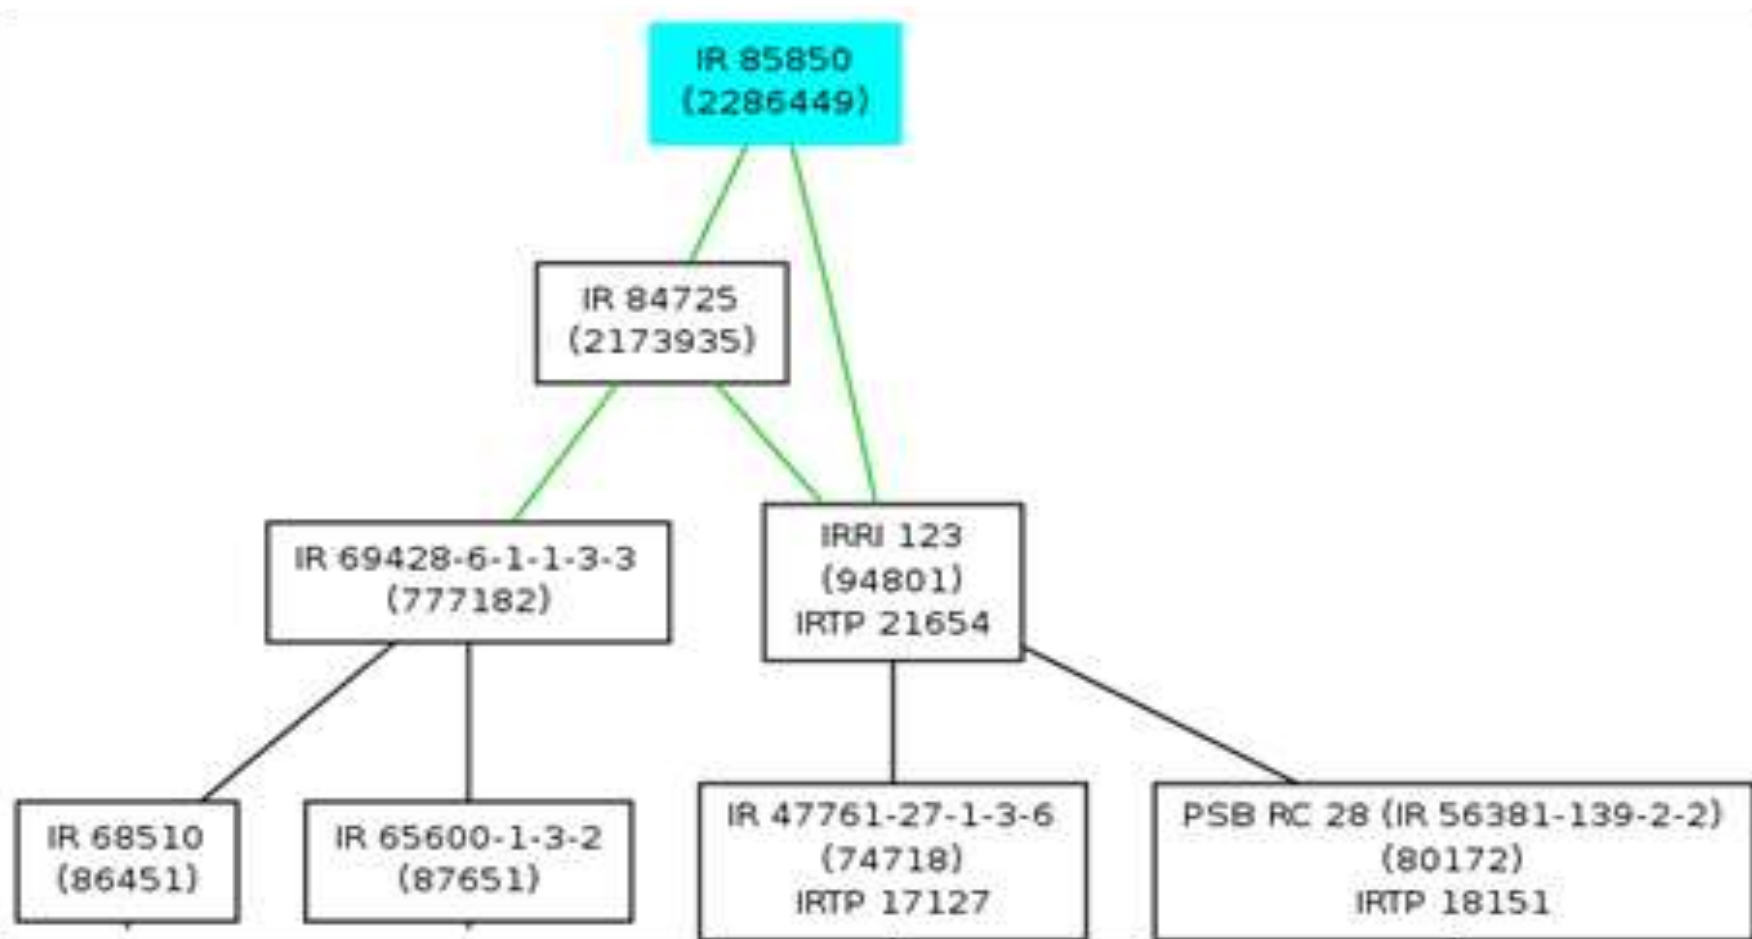 IR 85850
(2286449)
IR 84725
(2173935)
IR 69428-6-1-1-3-3
(777182)
IRRI 123
(94801)
IRTP 21654
IR 68510
(86451)
IR 65600-1-3-2
(87651)
IR 47761-27-1-3-6
(74718)
IRTP 17127
PSB RC 28 (IR 56381-139-2-2)
(80172)
IRTP 18151